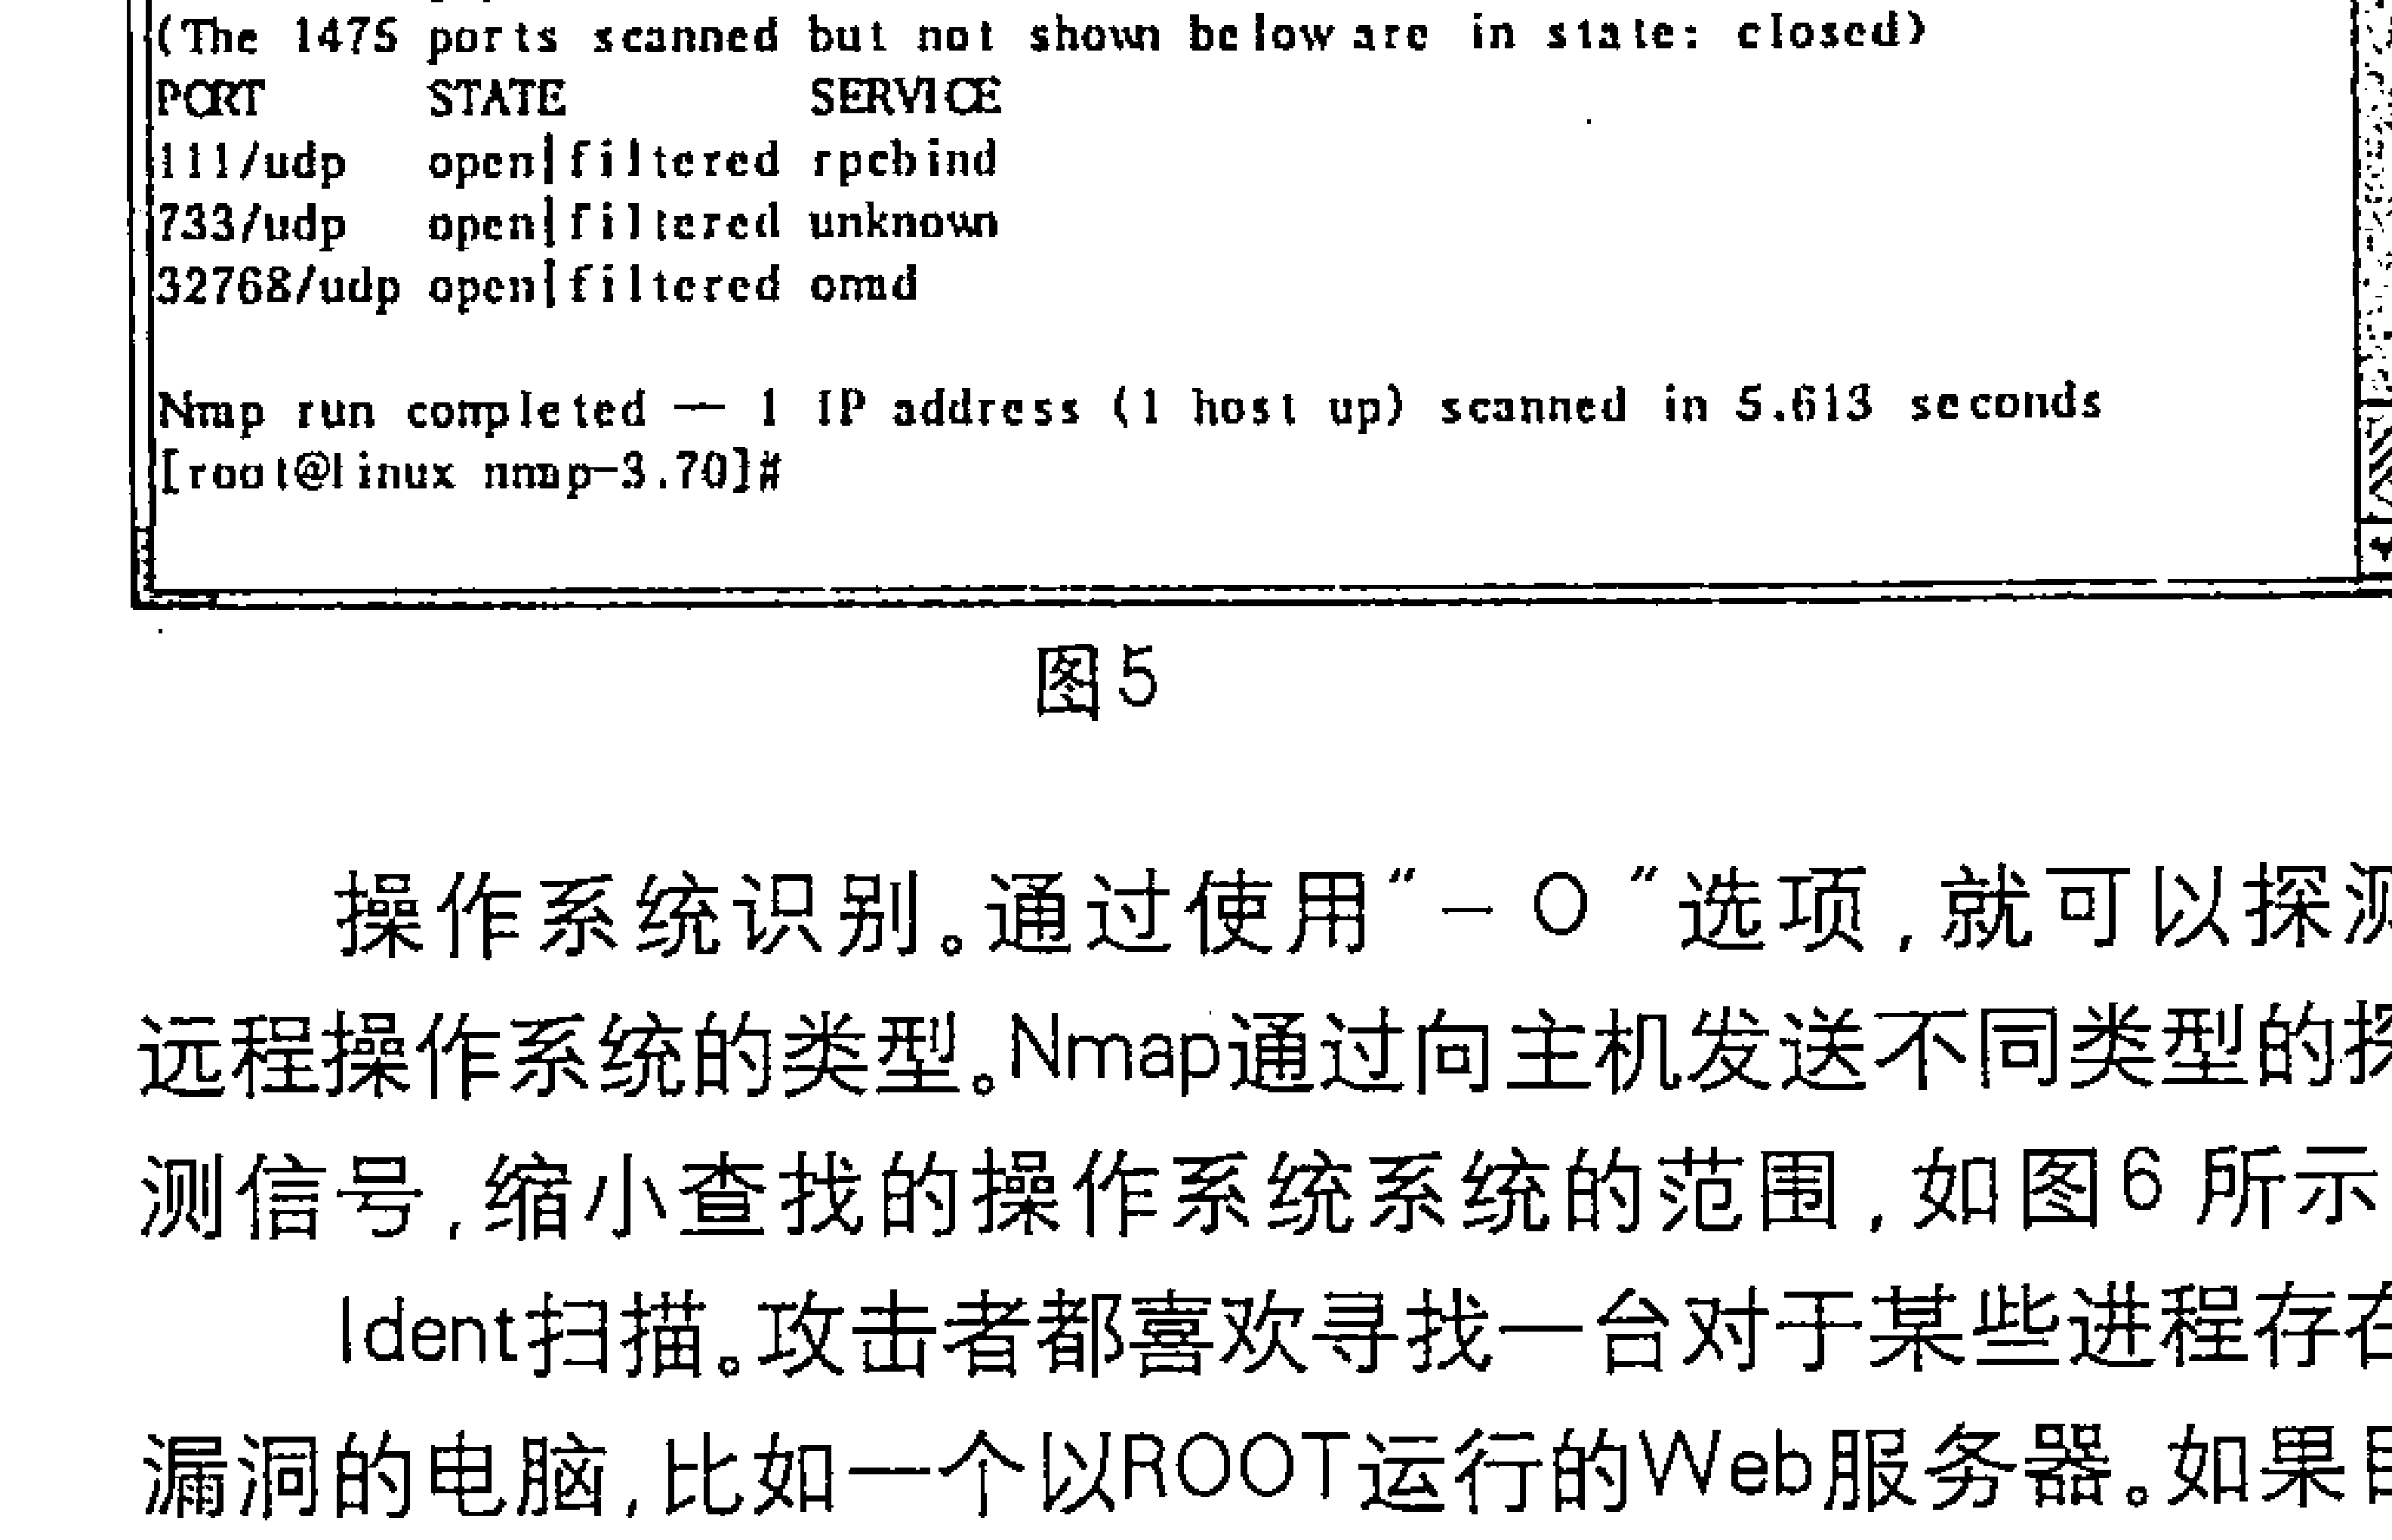 (The 1475 ports scanned but not shown below are in state: closed)
PORT STATE SERVICE
111/udp open|filtered rpcbind
733/udp open|filtered unknown
32768/udp open|filtered omad
Nmap run completed — 1 IP address (1 host up) scanned in 5.613 seconds
[root@linux nmap-3.70]#
图5
操作系统识别。通过使用“－O”选项,就可以探测
远程操作系统的类型。Nmap通过向主机发送不同类型的探
测信号,缩小查找的操作系统系统的范围,如图6所示
Ident扫描。攻击者都喜欢寻找一台对于某些进程存在
漏洞的电脑,比如一个以ROOT运行的Web服务器。如果目